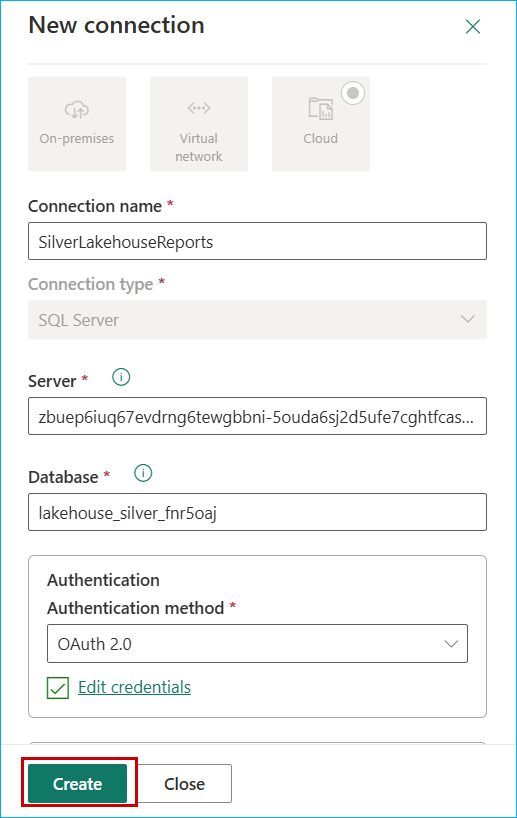 New connection
On-premises
Virtual
network
Cloud
Connection name *
SilverLakehouseReports
Connection type *
SQL Server
Server *
zbuep6iuq67evdrng6tewgbbni-5ouda6sj2d5ufe7cghtfcas...
Database *
lakehouse_silver_fnr5oaj
Authentication
Authentication method *
OAuth 2.0
Edit credentials
Create
Close